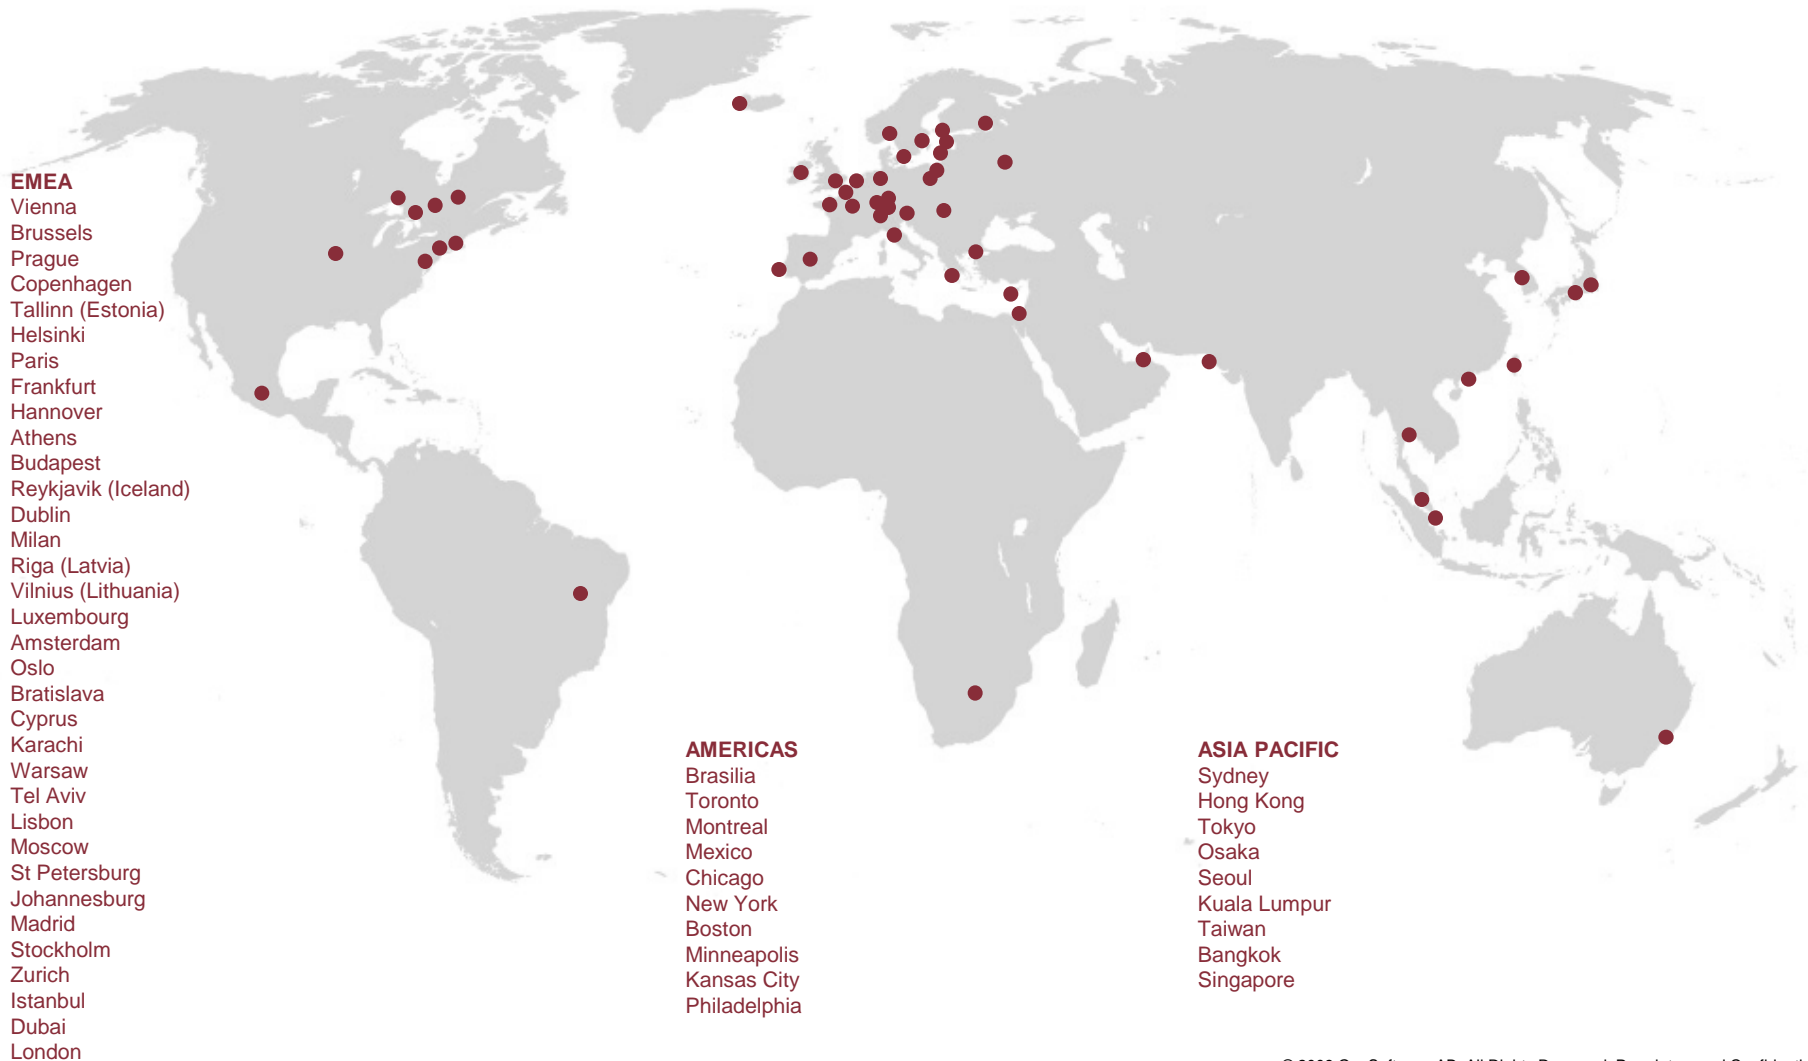 EMEA
Vienna
Brussels
Prague
Copenhagen
Tallinn (Estonia)
Helsinki
Paris
Frankfurt
Hannover
Athens
Budapest
Reykjavik (Iceland)
Dublin
Milan
Riga (Latvia)
Vilnius (Lithuania)
Luxembourg
Amsterdam
Oslo
Bratislava
Cyprus
Karachi
Warsaw
Tel Aviv
Lisbon
Moscow
St Petersburg
Johannesburg
Madrid
Stockholm
Zurich
Istanbul
Dubai
London
AMERICAS
Brasilia
Toronto
Montreal
Mexico
Chicago
New York
Boston
Minneapolis
Kansas City
Philadelphia
ASIA PACIFIC
Sydney
Hong Kong
Tokyo
Osaka
Seoul
Kuala Lumpur
Taiwan
Bangkok
Singapore